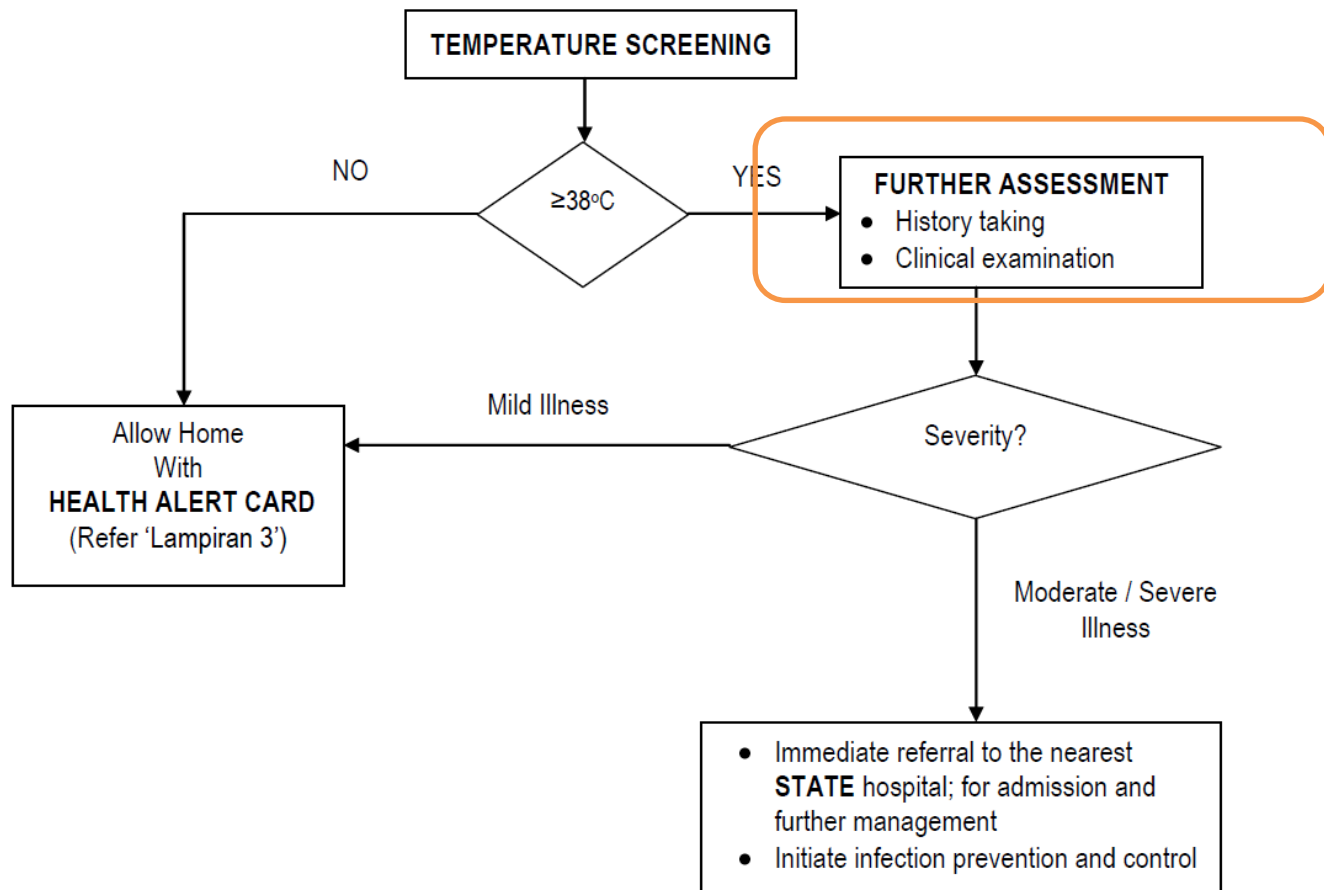 TEMPERATURE SCREENING
NO
≥38ºC
YES
FURTHER ASSESSMENT
• History taking
• Clinical examination
Mild Illness
Severity?
Allow Home
With
HEALTH ALERT CARD
(Refer ‘Lampiran 3’)
Moderate / Severe
Illness
• Immediate referral to the nearest
STATE hospital; for admission and
further management
• Initiate infection prevention and control